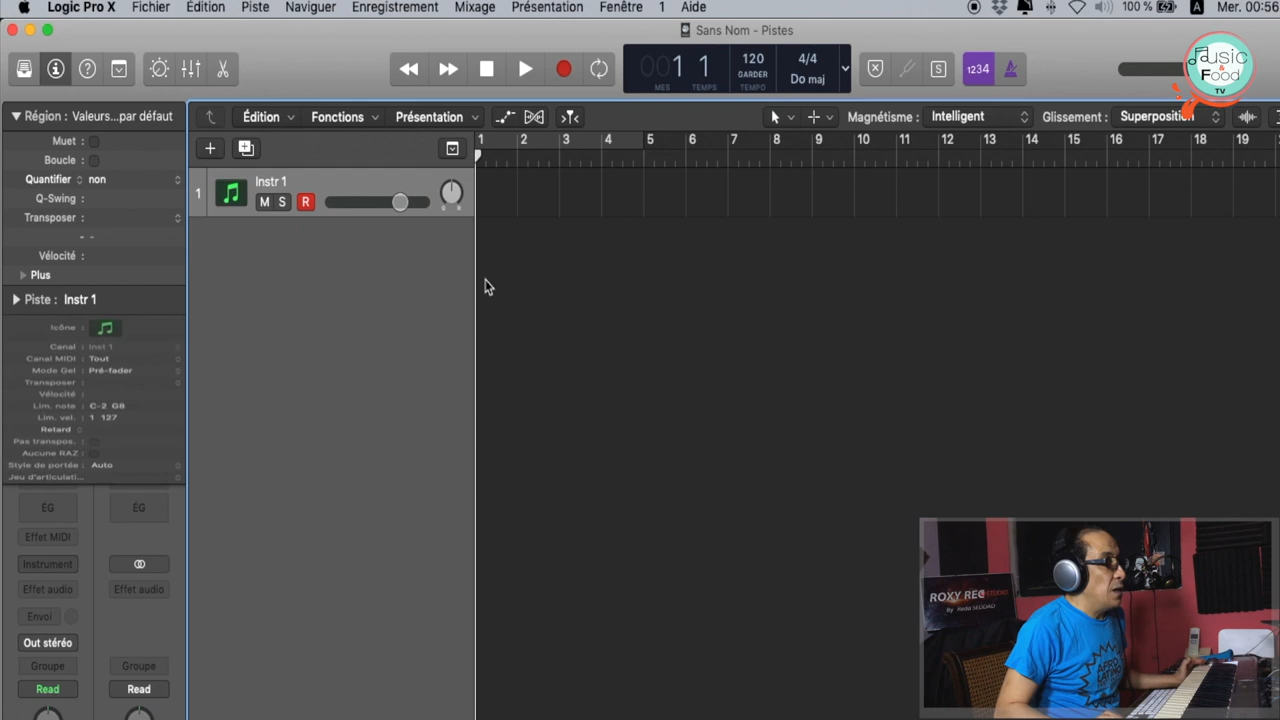 Logic Pro X Fichier Édition Piste Naviguer Enregistrement Mixage Présentation Fenêtre 1 Aide 100 % A Mer. 00:56
Sans Nom - Pistes
1 1 120 4/4
GARDER Do maj
MES TEMPS TEMPO
S 1234
Music & Food TV
Région : Valeurs...par défaut
Édition Fonctions Présentation Magnétisme : Intelligent Glissement : Superposition
Muet :
Boucle :
Quantifier : non
Q-Swing :
Transposer :
- -
Vélocité :
Plus
1 2 3 4 5 6 7 8 9 10 11 12 13 14 15 16 17 18 19
1 Instr 1
M S R
Piste : Instr 1
Icône :
Canal : Inst 1
Canal MIDI : Tout
Mode Gel : Pré-fader
Transposer :
Vélocité :
Lim. note : C-2 G8
Lim. vel. : 1 127
Retard :
Pas transpos. :
Aucune RAZ :
Style de portée : Auto
Jeu d'articulati...
ÉG ÉG
Effet MIDI
Instrument
Effet audio Effet audio
Envoi
Out stéréo
Groupe Groupe
Read Read
ROXY REC STUDIO
By Reda SEDDAO